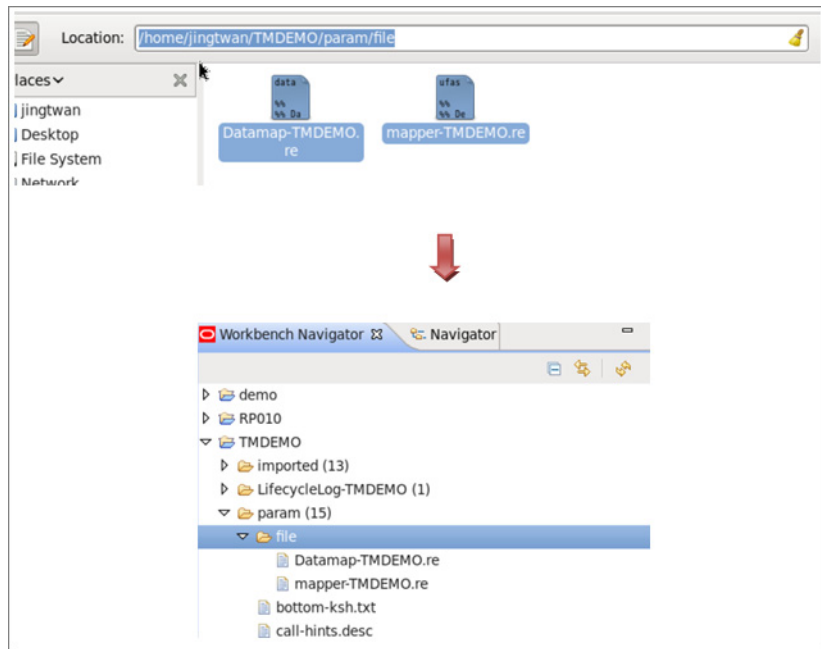 Location: /home/jingtwan/TMDEMO/param/file
laces
jingtwan
Desktop
File System
Network
data
%%
%% Da
Datamap-TMDEMO.
re
ufas
%%
%% De
mapper-TMDEMO.re
Workbench Navigator Navigator
demo
RP010
TMDEMO
imported (13)
LifecycleLog-TMDEMO (1)
param (15)
file
Datamap-TMDEMO.re
mapper-TMDEMO.re
bottom-ksh.txt
call-hints.desc